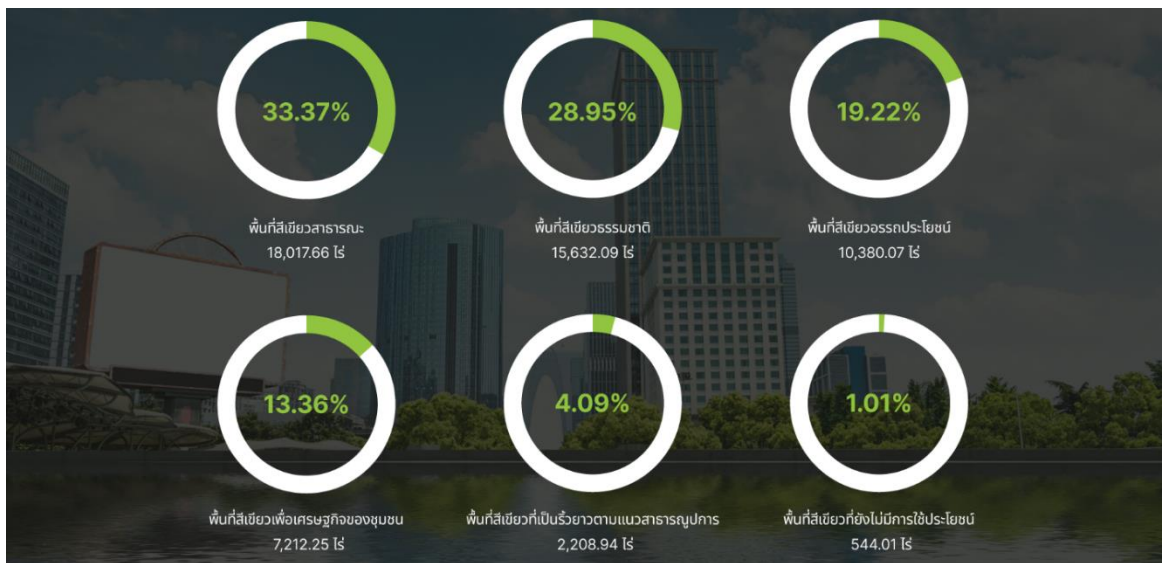 33.37%
28.95%
19.22%
พื้นที่สีเขียวสาธารณะ
18,017.66 ไร่
พื้นที่สีเขียวธรรมชาติ
15,632.09 ไร่
พื้นที่สีเขียวอรรถประโยชน์
10,380.07 ไร่
13.36%
4.09%
1.01%
พื้นที่สีเขียวเพื่อเศรษฐกิจของชุมชน
7,212.25 ไร่
พื้นที่สีเขียวที่เป็นริ้วยาวตามแนวสาธารณูปการ
2,208.94 ไร่
พื้นที่สีเขียวที่ยังไม่มีการใช้ประโยชน์
544.01 ไร่